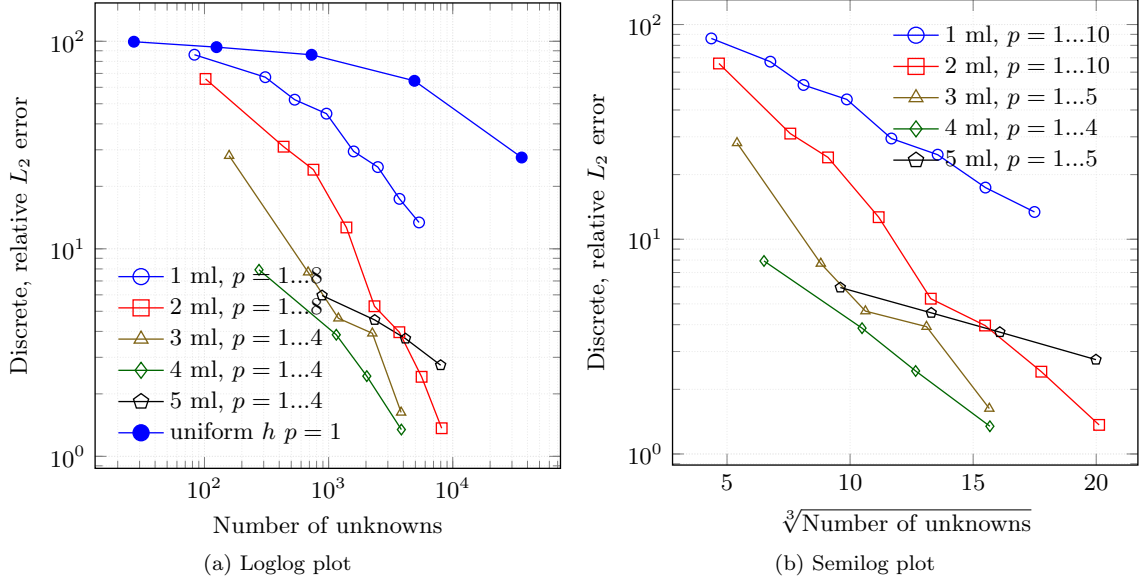 10^2
10^1
10^0
Discrete, relative L_2 error
1 ml, p = 1...8
2 ml, p = 1...8
3 ml, p = 1...4
4 ml, p = 1...4
5 ml, p = 1...4
uniform h p = 1
10^2 10^3 10^4
Number of unknowns
(a) Loglog plot
10^2
10^1
10^0
Discrete, relative L_2 error
1 ml, p = 1...10
2 ml, p = 1...10
3 ml, p = 1...5
4 ml, p = 1...4
5 ml, p = 1...5
5 10 15 20
∛Number of unknowns
(b) Semilog plot